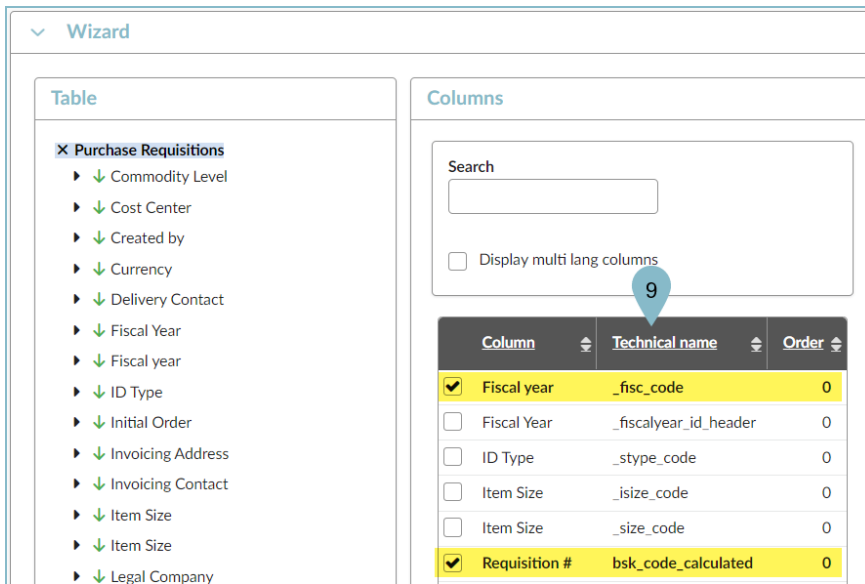 Wizard
Table
Purchase Requisitions
Commodity Level
Cost Center
Created by
Currency
Delivery Contact
Fiscal Year
Fiscal year
ID Type
Initial Order
Invoicing Address
Invoicing Contact
Item Size
Item Size
Legal Company
Columns
Search
Display multi lang columns
9
Column Technical name Order
Fiscal year _fisc_code 0
Fiscal Year _fiscalyear_id_header 0
ID Type _stype_code 0
Item Size _isize_code 0
Item Size _size_code 0
Requisition # bsk_code_calculated 0